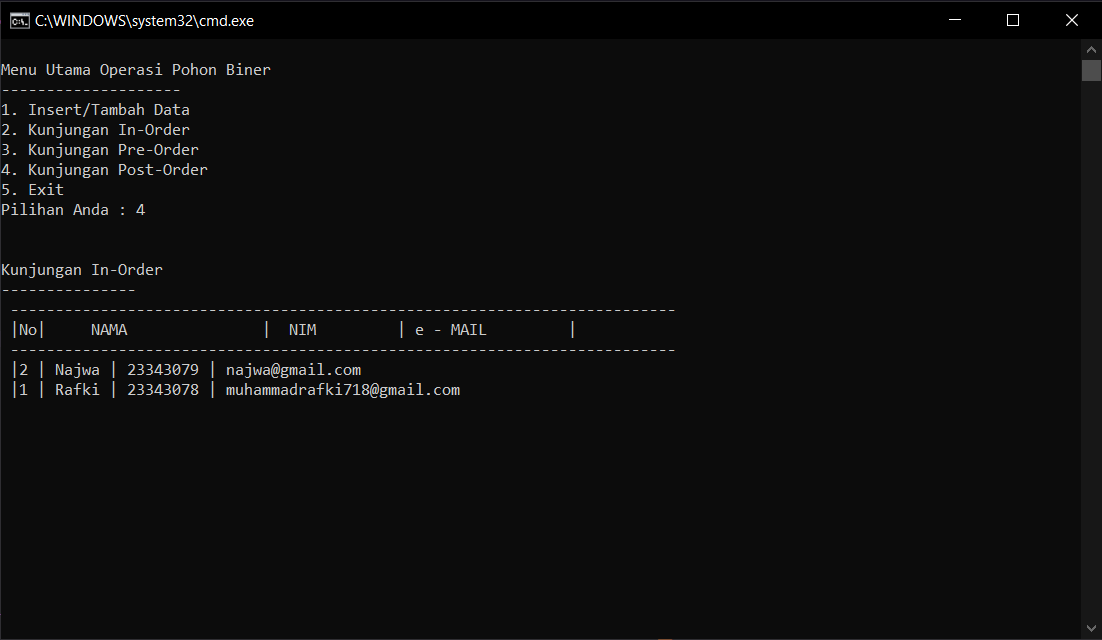 C:\WINDOWS\system32\cmd.exe
Menu Utama Operasi Pohon Biner
--------------------
1. Insert/Tambah Data
2. Kunjungan In-Order
3. Kunjungan Pre-Order
4. Kunjungan Post-Order
5. Exit
Pilihan Anda : 4
Kunjungan In-Order
---------------
--------------------------------------------------------------------------
|No|     NAMA               |  NIM         | e - MAIL         |
--------------------------------------------------------------------------
|2 | Najwa | 23343079 | najwa@gmail.com
|1 | Rafki | 23343078 | muhammadrafki718@gmail.com